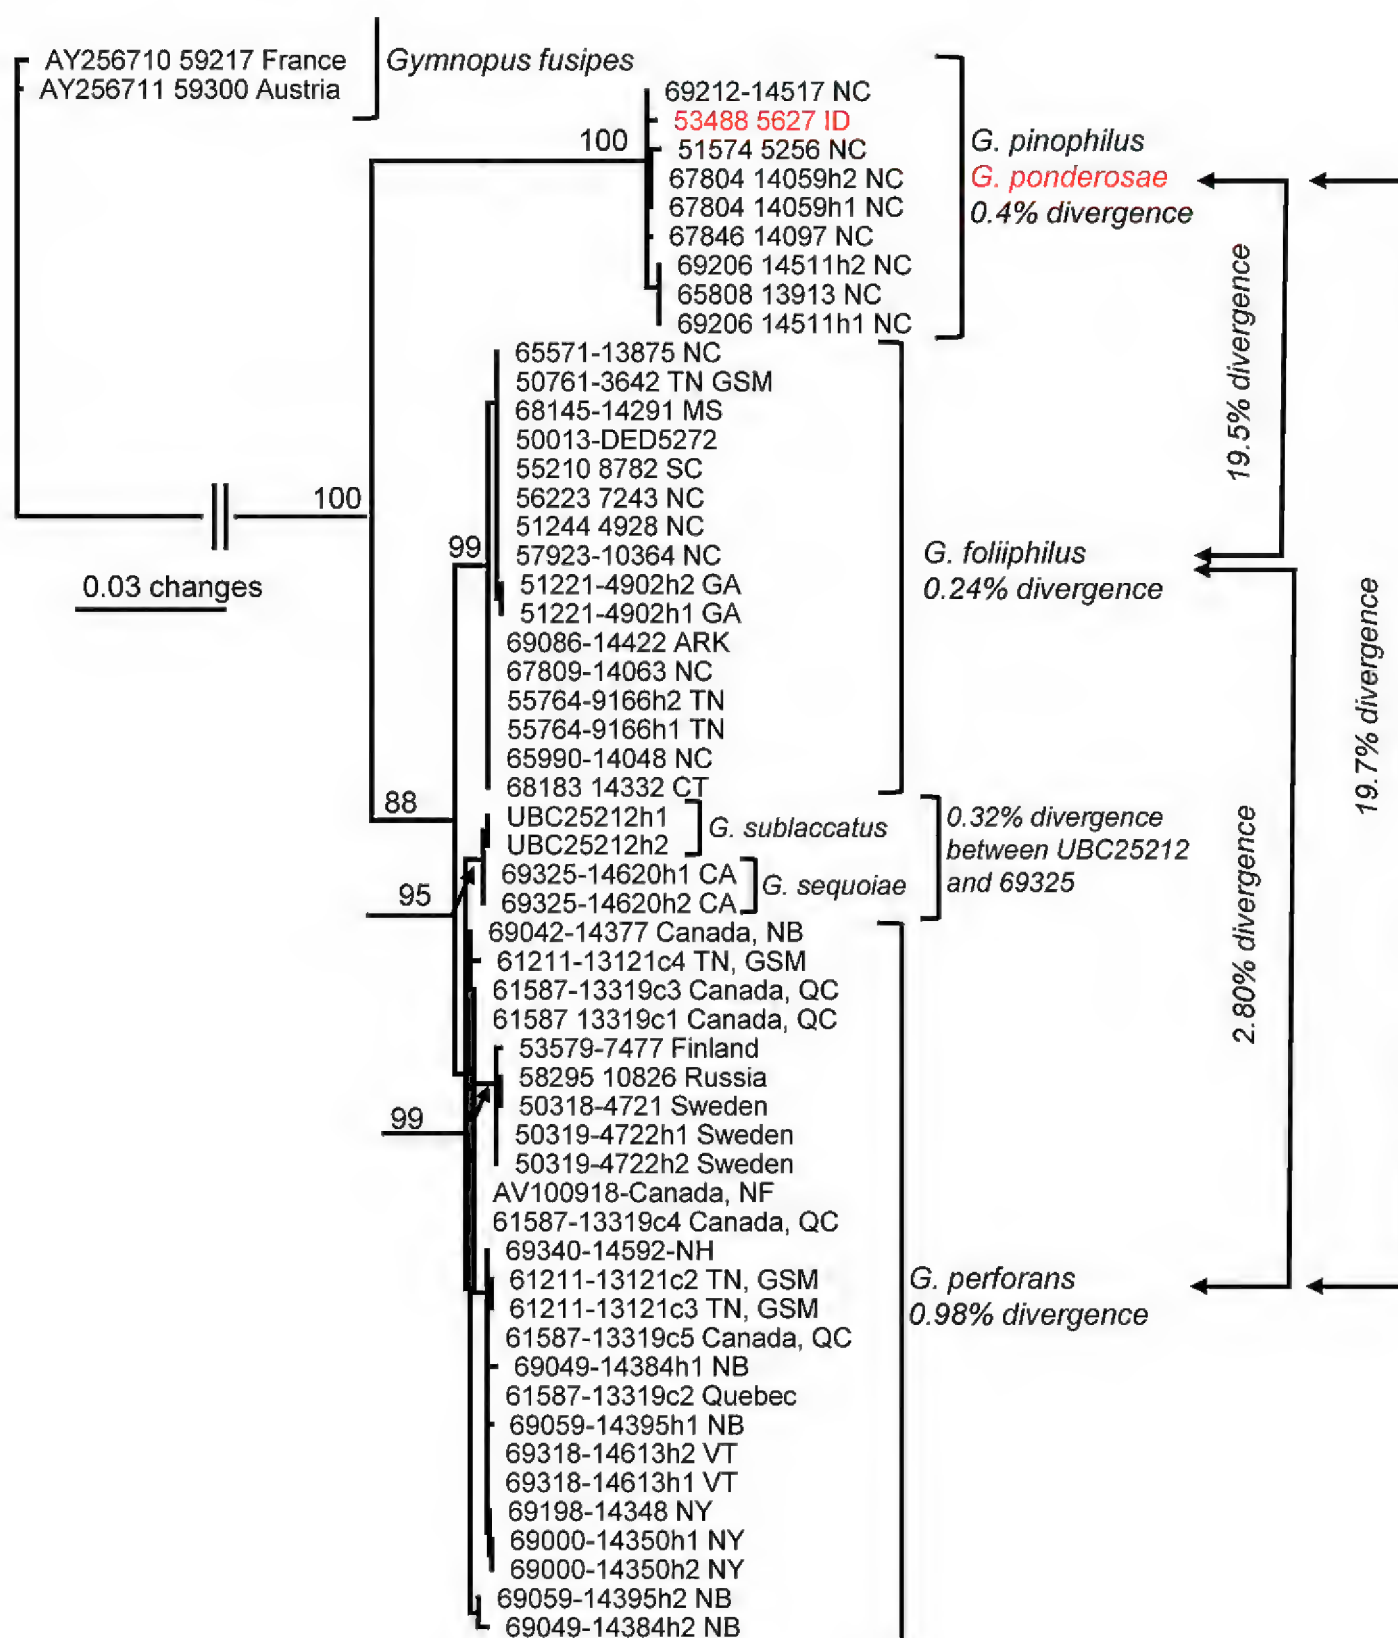 AY256710 59217 France
AY256711 59300 Austria
Gymnopus fusipes
69212-14517 NC
53488 5627 ID
51574 5256 NC
67804 14059h2 NC
67804 14059h1 NC
67846 14097 NC
69206 14511h2 NC
65808 13913 NC
69206 14511h1 NC
100
G. pinophilus
G. ponderosae
0.4% divergence
19.5% divergence
65571-13875 NC
50761-3642 TN GSM
68145-14291 MS
50013-DED5272
55210 8782 SC
56223 7243 NC
51244 4928 NC
57923-10364 NC
51221-4902h2 GA
51221-4902h1 GA
69086-14422 ARK
67809-14063 NC
55764-9166h2 TN
55764-9166h1 TN
65990-14048 NC
68183 14332 CT
100
99
0.03 changes
G. foliiphilus
0.24% divergence
19.7% divergence
88
UBC25212h1
UBC25212h2
G. sublaccatus
69325-14620h1 CA
69325-14620h2 CA
G. sequoiae
0.32% divergence
between UBC25212
and 69325
95
2.80% divergence
69042-14377 Canada, NB
61211-13121c4 TN, GSM
61587-13319c3 Canada, QC
61587 13319c1 Canada, QC
53579-7477 Finland
58295 10826 Russia
50318-4721 Sweden
50319-4722h1 Sweden
50319-4722h2 Sweden
99
AV100918-Canada, NF
61587-13319c4 Canada, QC
69340-14592-NH
61211-13121c2 TN, GSM
61211-13121c3 TN, GSM
61587-13319c5 Canada, QC
69049-14384h1 NB
61587-13319c2 Quebec
69059-14395h1 NB
69318-14613h2 VT
69318-14613h1 VT
69198-14348 NY
69000-14350h1 NY
69000-14350h2 NY
69059-14395h2 NB
69049-14384h2 NB
G. perforans
0.98% divergence